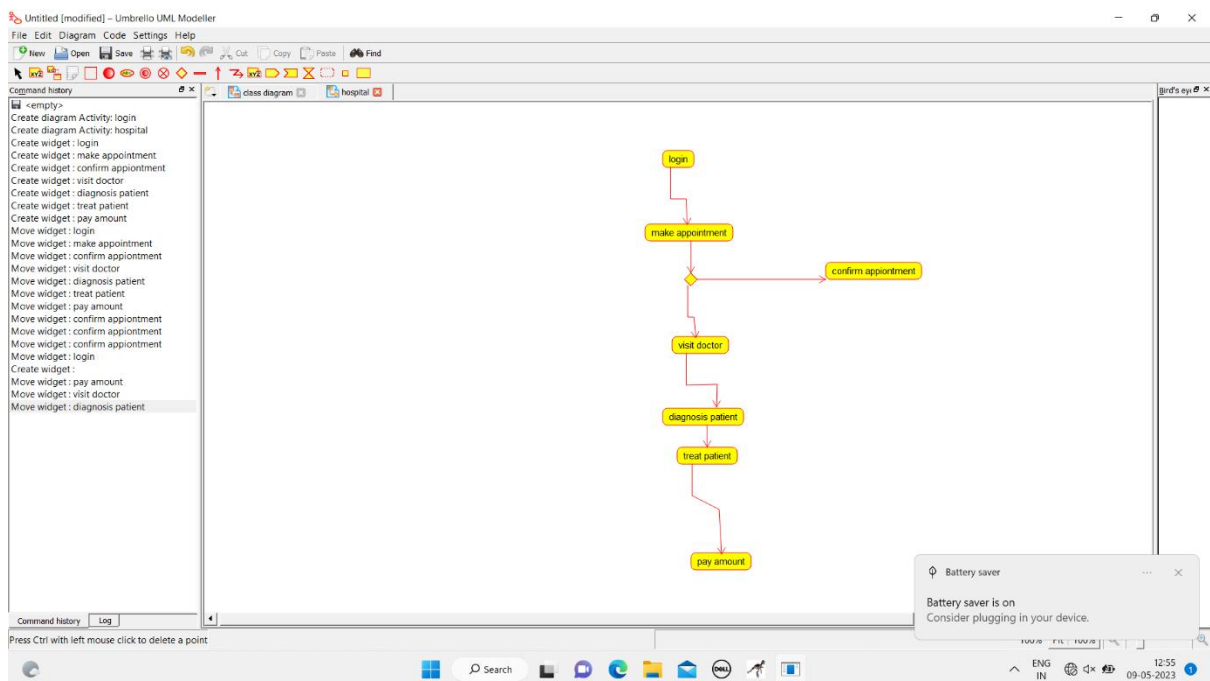 Untitled [modified] – Umbrello UML Modeller
File Edit Diagram Code Settings Help
New Open Save Cut Copy Paste Find
Command history
class diagram hospital
Bird's eye
<empty>
Create diagram Activity: login
Create diagram Activity: hospital
Create widget : login
Create widget : make appointment
Create widget : confirm appiontment
Create widget : visit doctor
Create widget : diagnosis patient
Create widget : treat patient
Create widget : pay amount
Move widget : login
Move widget : make appointment
Move widget : confirm appiontment
Move widget : visit doctor
Move widget : diagnosis patient
Move widget : treat patient
Move widget : pay amount
Move widget : confirm appiontment
Move widget : confirm appiontment
Move widget : confirm appiontment
Move widget : login
Create widget :
Move widget : pay amount
Move widget : visit doctor
Move widget : diagnosis patient
login
make appointment
confirm appiontment
visit doctor
diagnosis patient
treat patient
pay amount
Battery saver
Battery saver is on
Consider plugging in your device.
Command history Log
Press Ctrl with left mouse click to delete a point
100% Fit 100%
Search
DELL
ENG
IN
12:55
09-05-2023
1